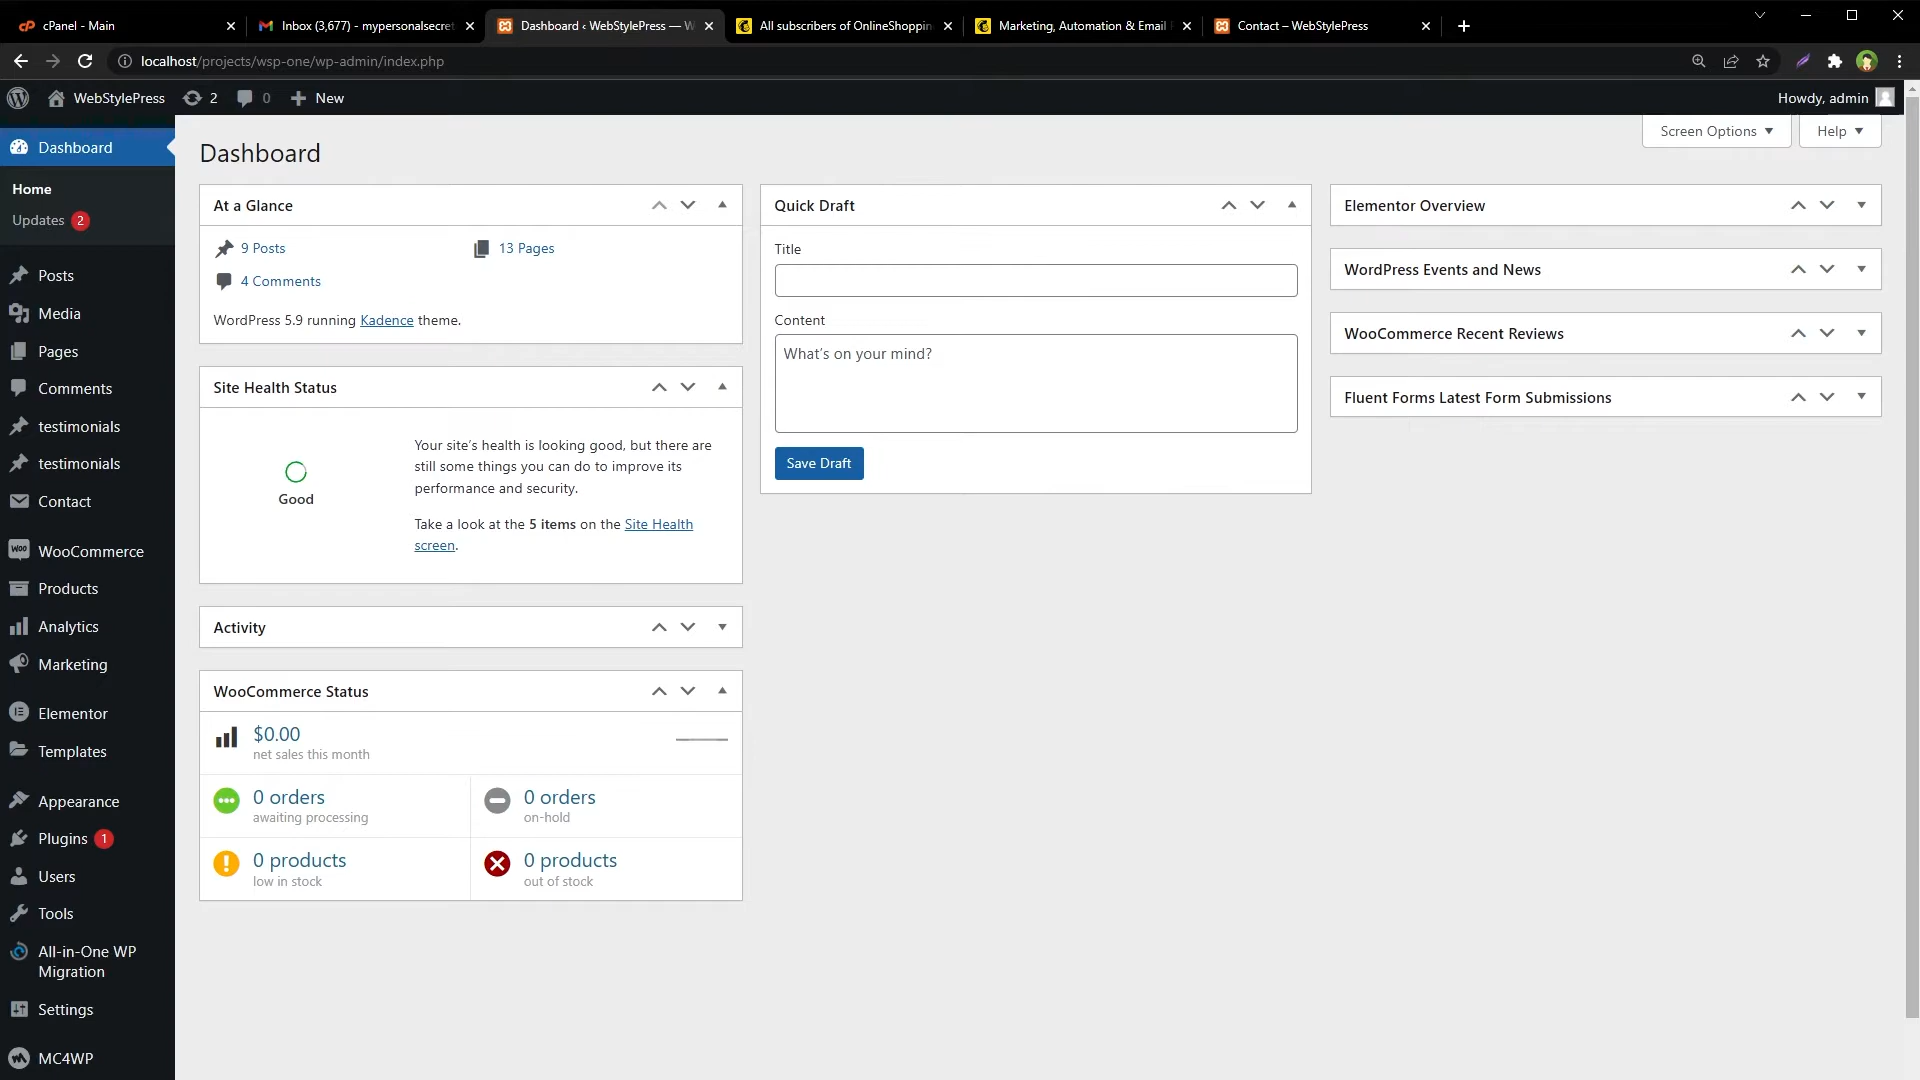 cPanel - Main
Inbox (3,677) - mypersonalsecret
Dashboard ‹ WebStylePress — W
All subscribers of OnlineShoppin
Marketing, Automation & Email
Contact – WebStylePress
localhost/projects/wsp-one/wp-admin/index.php
WebStylePress
2
0
New
Howdy, admin
Dashboard
Home
Updates 2
Posts
Media
Pages
Comments
testimonials
testimonials
Contact
WooCommerce
Products
Analytics
Marketing
Elementor
Templates
Appearance
Plugins 1
Users
Tools
All-in-One WP
Migration
Settings
MC4WP
Screen Options
Help
Dashboard
At a Glance
9 Posts
13 Pages
4 Comments
WordPress 5.9 running Kadence theme.
Site Health Status
Good
Your site's health is looking good, but there are
still some things you can do to improve its
performance and security.
Take a look at the 5 items on the Site Health
screen.
Activity
WooCommerce Status
$0.00
net sales this month
0 orders
awaiting processing
0 orders
on-hold
0 products
low in stock
0 products
out of stock
Quick Draft
Title
Content
What's on your mind?
Save Draft
Elementor Overview
WordPress Events and News
WooCommerce Recent Reviews
Fluent Forms Latest Form Submissions